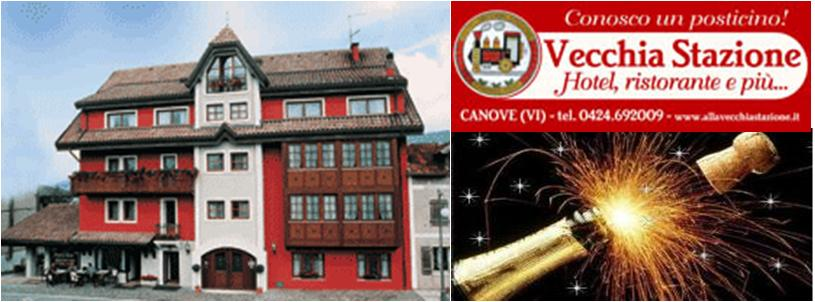 Conosco un posticino!
Vecchia Stazione
Hotel, ristorante e più...
CANOVE (VI) - tel. 0424.692009 - www.allavecchiastazione.it